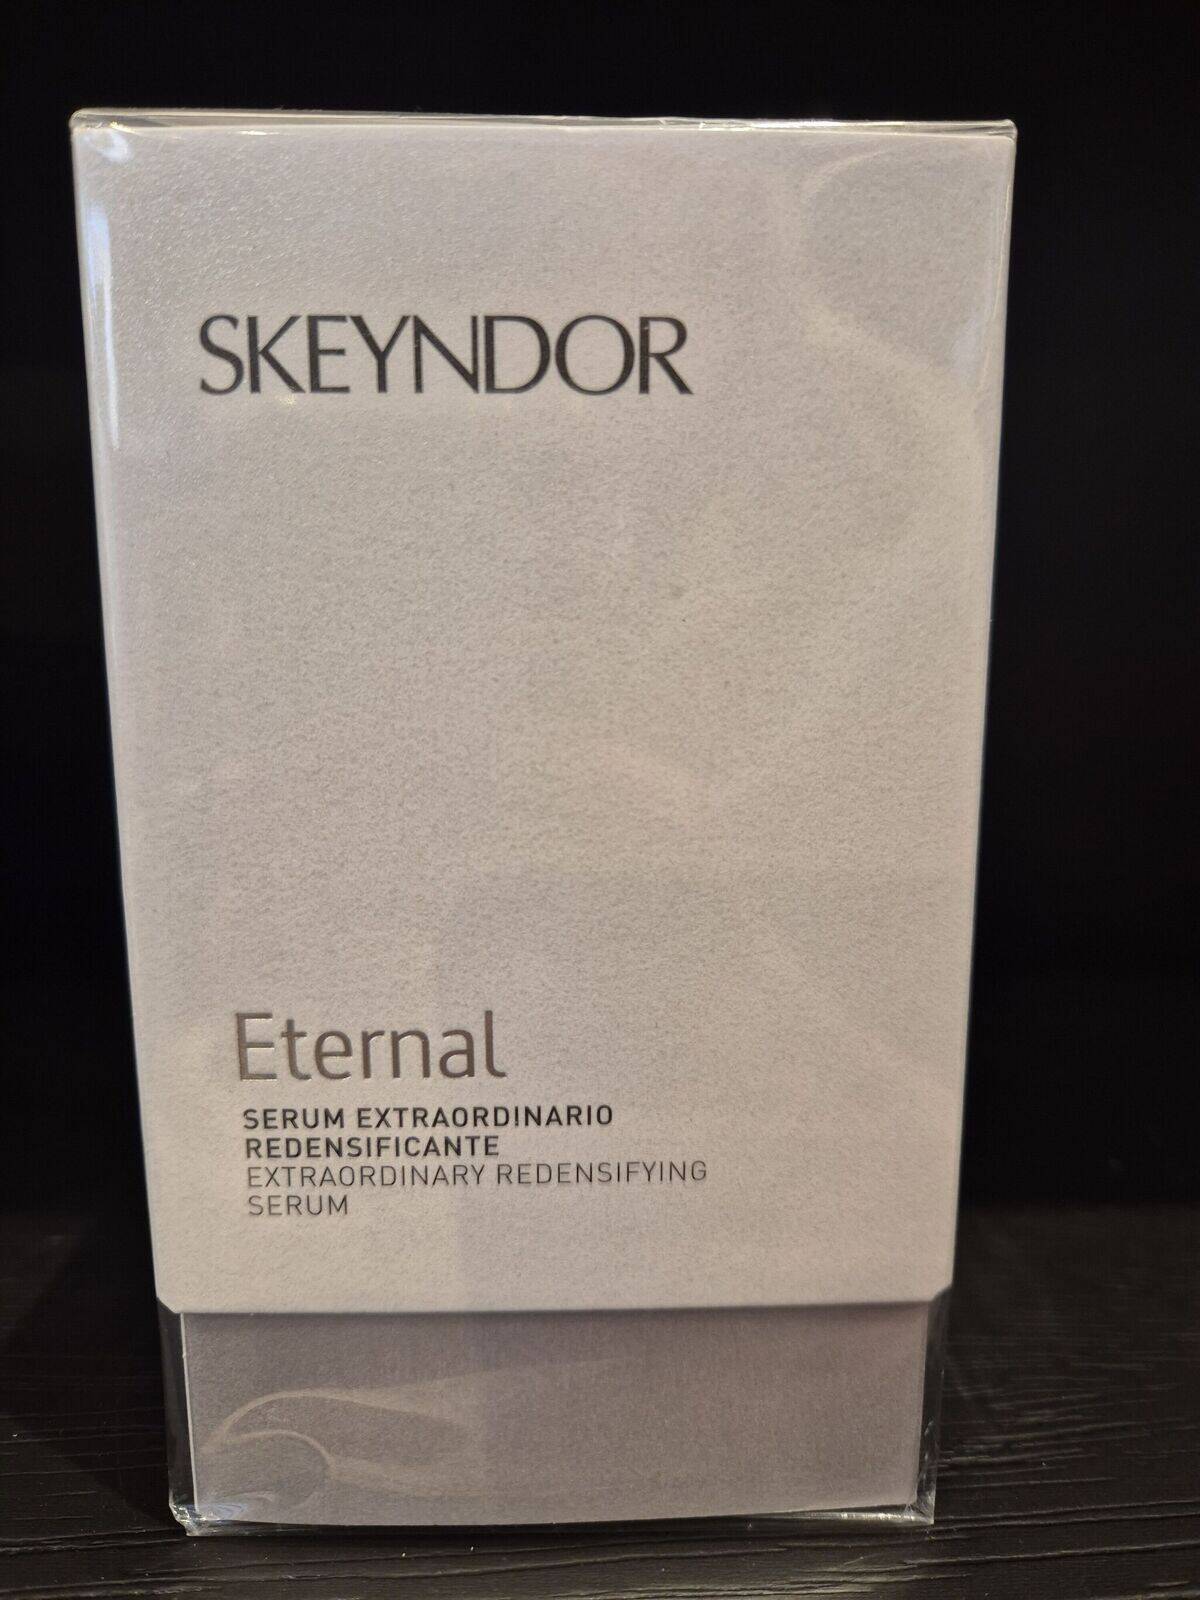 SKEYNDOR
Eternal
SERUM EXTRAORDINARIO
REDENSIFICANTE
EXTRAORDINARY REDENSIFYING
SERUM